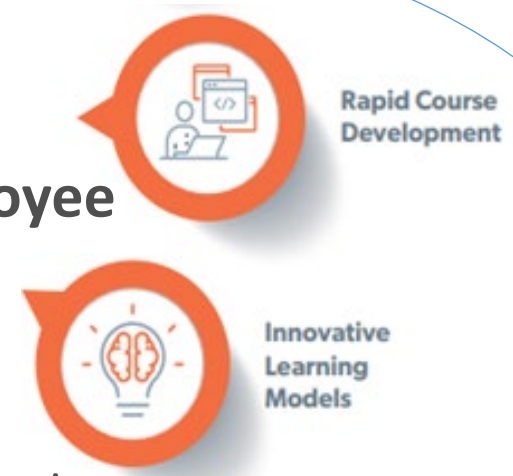 Rapid Course
Development
oyee
Innovative
Learning
Models